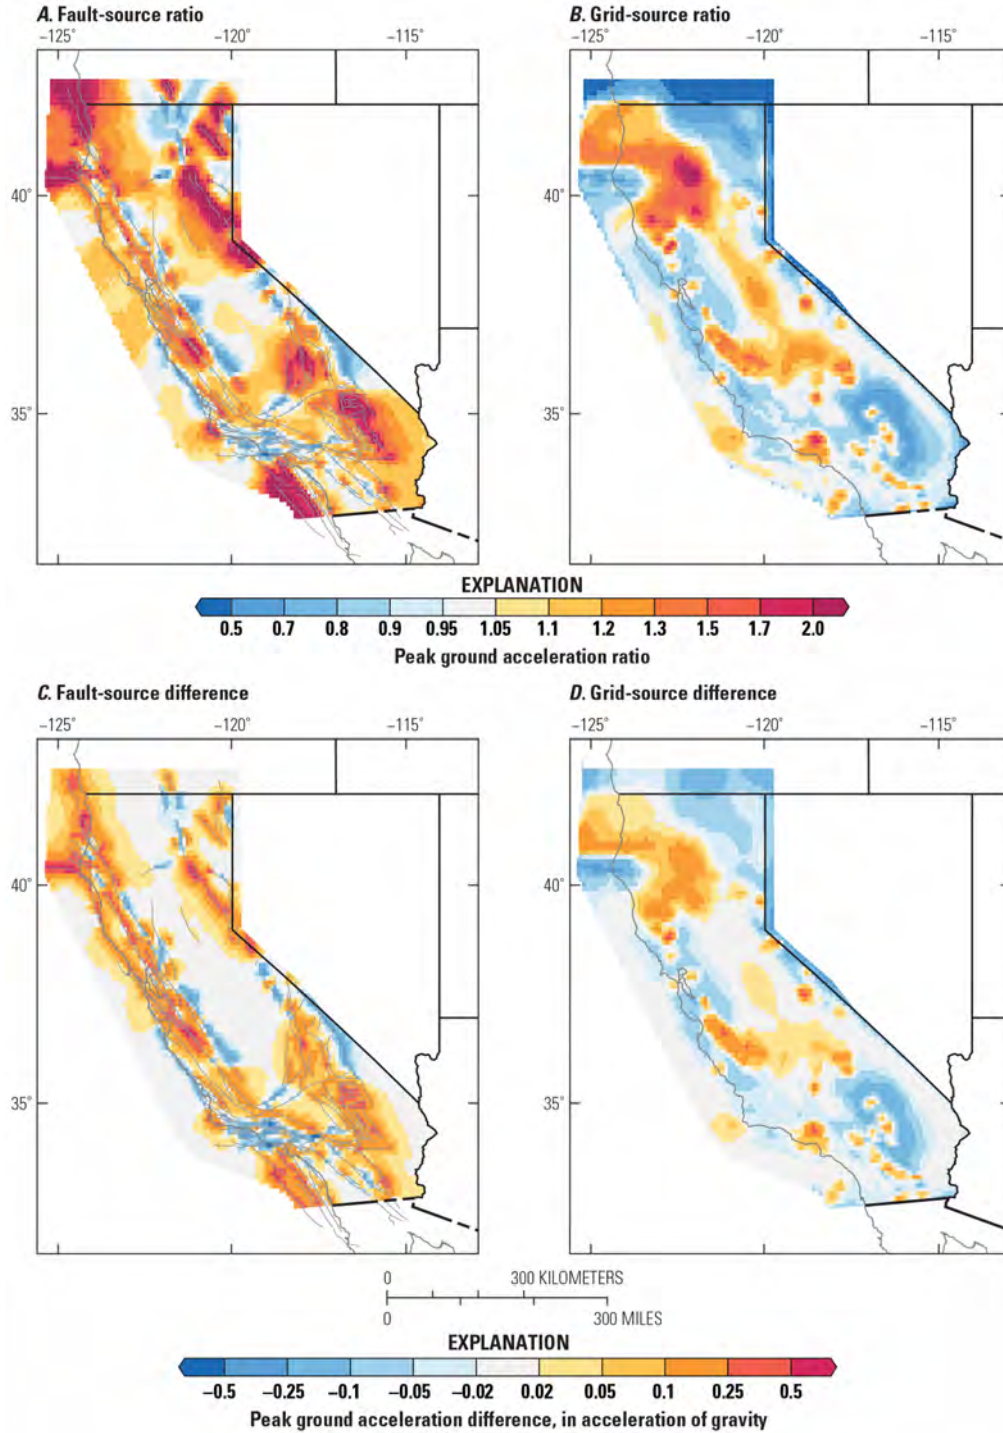 A. Fault-source ratio
B. Grid-source ratio
−125° −120° −115°
−125° −120° −115°
40°
40°
35°
35°
EXPLANATION
0.5 0.7 0.8 0.9 0.95 1.05 1.1 1.2 1.3 1.5 1.7 2.0
Peak ground acceleration ratio
C. Fault-source difference
D. Grid-source difference
−125° −120° −115°
−125° −120° −115°
40°
40°
35°
35°
0 300 KILOMETERS
0 300 MILES
EXPLANATION
−0.5 −0.25 −0.1 −0.05 −0.02 0.02 0.05 0.1 0.25 0.5
Peak ground acceleration difference, in acceleration of gravity